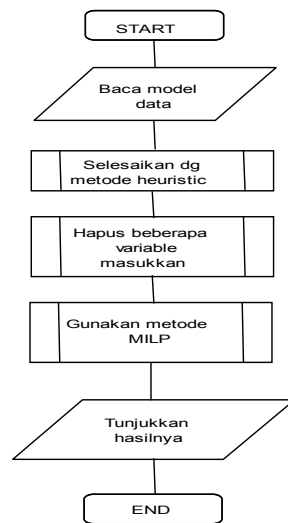 START
Baca model
data
Selesaikan dg
metode heuristic
Hapus beberapa
variable
masukkan
Gunakan metode
MILP
Tunjukkan
hasilnya
END